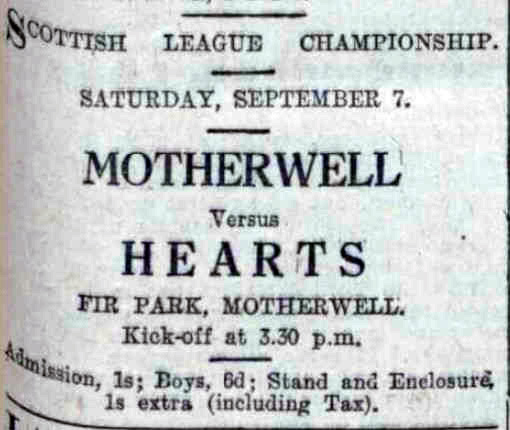 SCOTTISH LEAGUE CHAMPIONSHIP.
SATURDAY, SEPTEMBER 7.
MOTHERWELL
Versus
HEARTS
FIR PARK, MOTHERWELL.
Kick-off at 3.30 p.m.
Admission, 1s; Boys, 6d; Stand and Enclosure,
1s extra (including Tax).